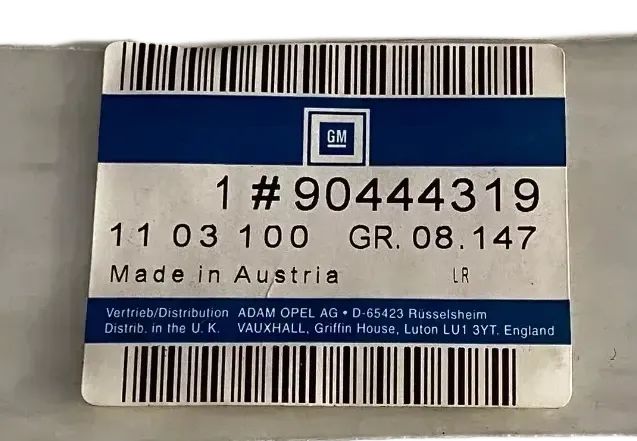 GM
1 # 90444319
11 03 100 GR. 08.147
Made in Austria LR
Vertrieb/Distribution ADAM OPEL AG • D-65423 Rüsselsheim
Distrib. in the U. K. VAUXHALL, Griffin House, Luton LU1 3YT. England